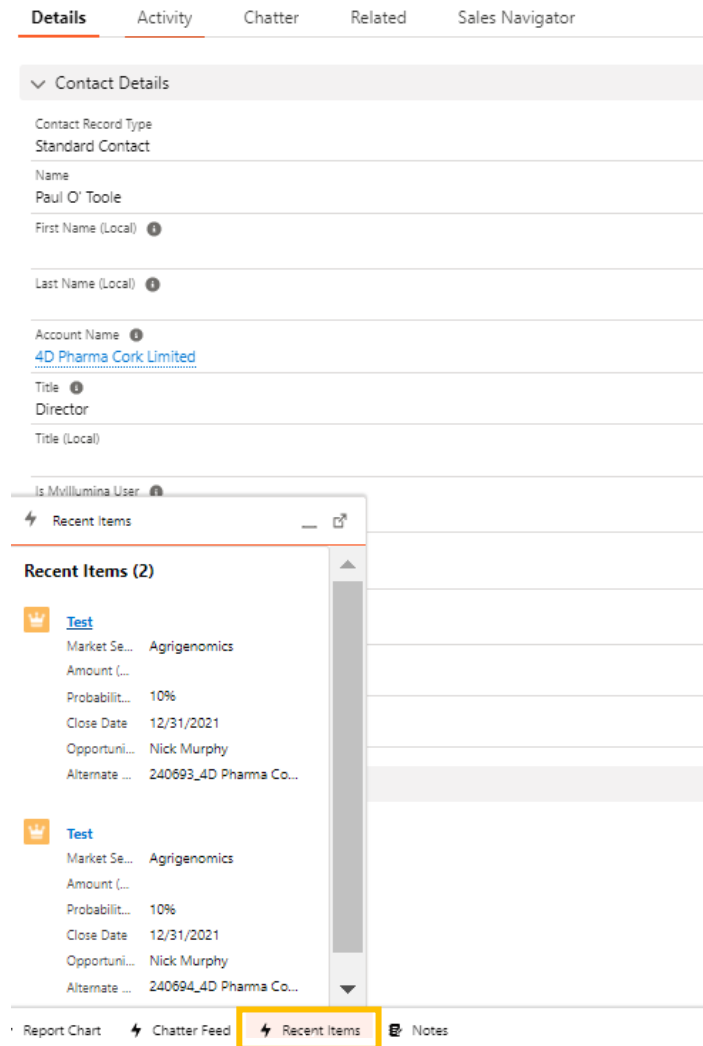 Details Activity Chatter Related Sales Navigator
Contact Details
Contact Record Type
Standard Contact
Name
Paul O' Toole
First Name (Local)
Last Name (Local)
Account Name
4D Pharma Cork Limited
Title
Director
Title (Local)
Is MyIllumina User
Recent Items
Recent Items (2)
Test
Market Se... Agrigenomics
Amount (...
Probabilit... 10%
Close Date 12/31/2021
Opportuni... Nick Murphy
Alternate ... 240693_4D Pharma Co...
Test
Market Se... Agrigenomics
Amount (...
Probabilit... 10%
Close Date 12/31/2021
Opportuni... Nick Murphy
Alternate ... 240694_4D Pharma Co...
Report Chart Chatter Feed Recent Items Notes